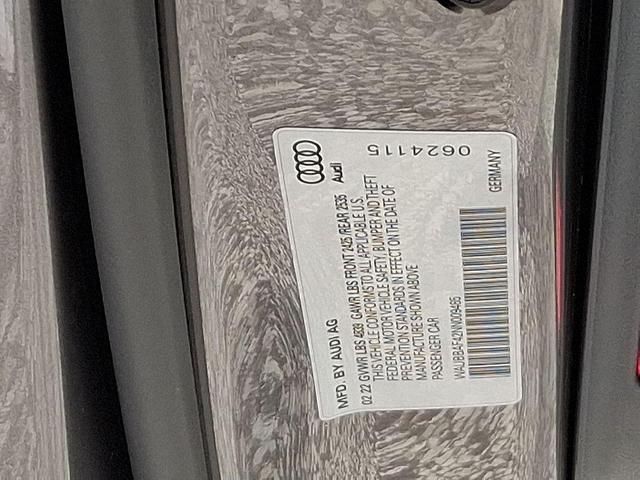 MFD. BY AUDI AG
02 22 GVWR LBS 4839 GAWR LBS FRONT 2425 /REAR 2535
THIS VEHICLE CONFORMS TO ALL APPLICABLE U.S.
FEDERAL MOTOR VEHICLE SAFETY, BUMPER AND THEFT
PREVENTION STANDARDS IN EFFECT ON THE DATE OF
MANUFACTURE SHOWN ABOVE
PASSENGER CAR
WAUDBBAF42NN009485
GERMANY
Audi
0624115